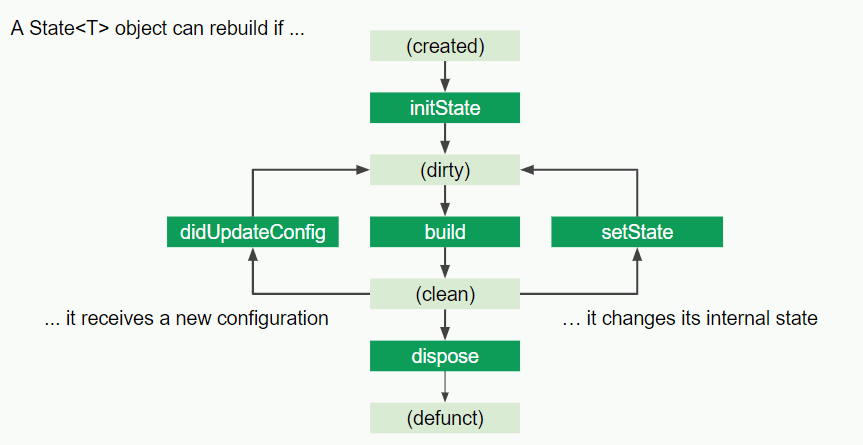 A State<T> object can rebuild if ...
(created)
initState
(dirty)
didUpdateConfig
build
setState
(clean)
... it receives a new configuration
… it changes its internal state
dispose
(defunct)